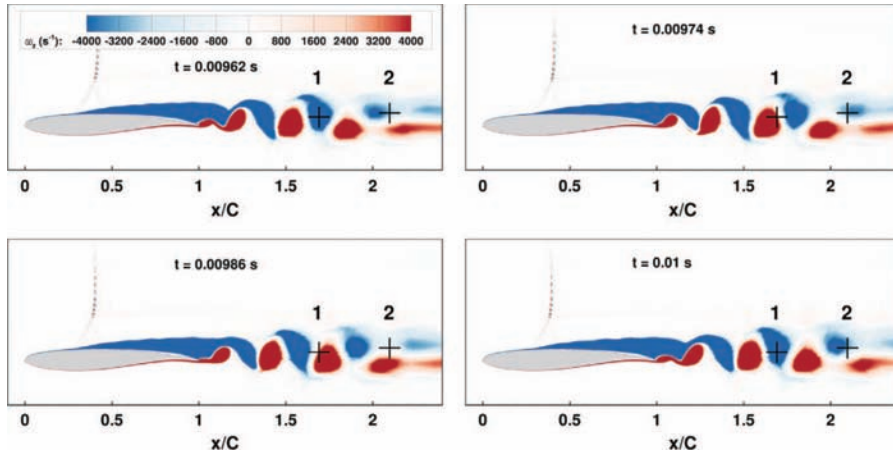 ω_z (s⁻¹): -4000 -3200 -2400 -1600 -800 0 800 1600 2400 3200 4000
t = 0.00962 s
1
2
0 0.5 1 1.5 2
x/C
t = 0.00974 s
1
2
0 0.5 1 1.5 2
x/C
t = 0.00986 s
1
2
0 0.5 1 1.5 2
x/C
t = 0.01 s
1
2
0 0.5 1 1.5 2
x/C